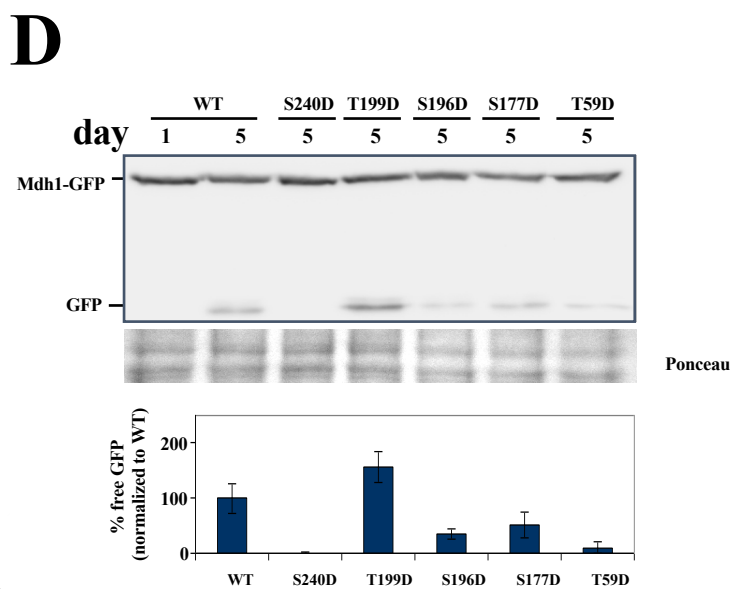 D
WT S240D T199D S196D S177D T59D
day 1 5 5 5 5 5 5
Mdh1-GFP
GFP
Ponceau
% free GFP
(normalized to WT)
200
100
0
WT S240D T199D S196D S177D T59D